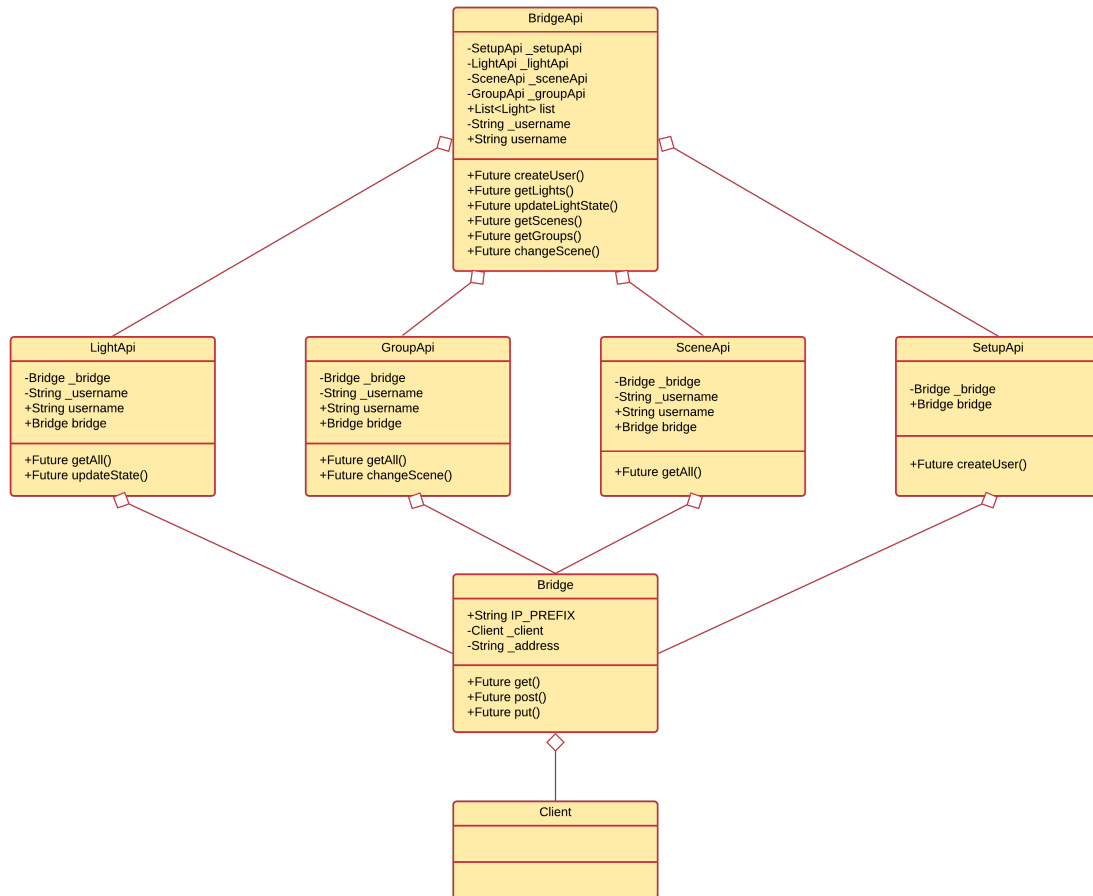 BridgeApi
-SetupApi _setupApi
-LightApi _lightApi
-SceneApi _sceneApi
-GroupApi _groupApi
+List<Light> list
-String _username
+String username
+Future createUser()
+Future getLights()
+Future updateLightState()
+Future getScenes()
+Future getGroups()
+Future changeScene()
LightApi
-Bridge _bridge
-String _username
+String username
+Bridge bridge
+Future getAll()
+Future updateState()
GroupApi
-Bridge _bridge
-String _username
+String username
+Bridge bridge
+Future getAll()
+Future changeScene()
SceneApi
-Bridge _bridge
-String _username
+String username
+Bridge bridge
+Future getAll()
SetupApi
-Bridge _bridge
+Bridge bridge
+Future createUser()
Bridge
+String IP_PREFIX
-Client _client
-String _address
+Future get()
+Future post()
+Future put()
Client